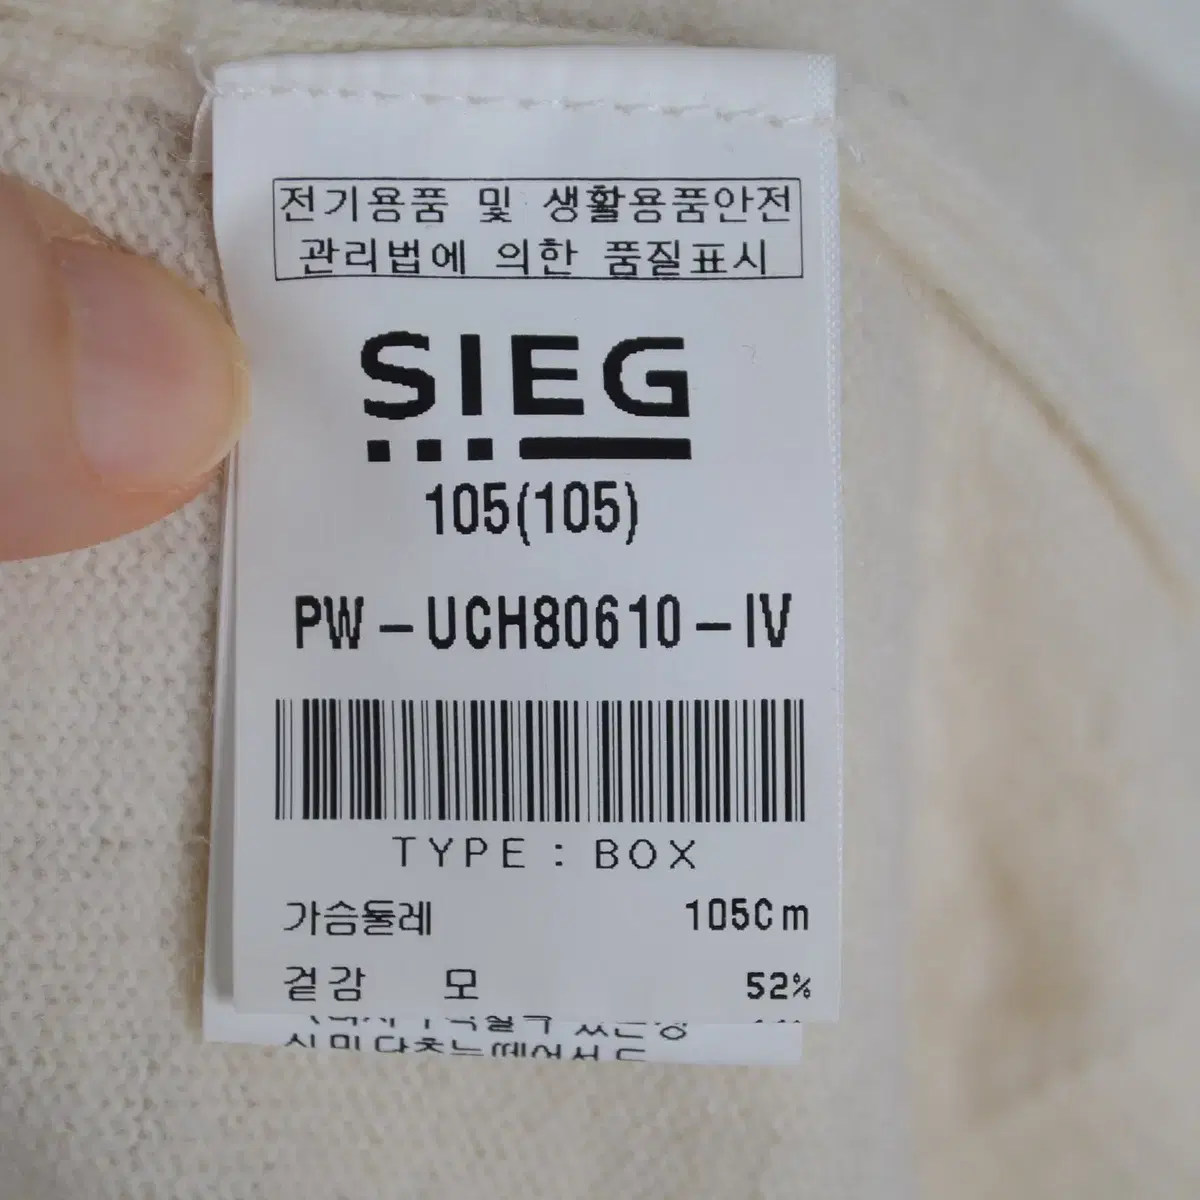 전기용품 및 생활용품안전
관리법에 의한 품질표시
SIEG
105(105)
PW-UCH80610-IV
TYPE : BOX
가슴둘레 105Cm
겉감 모 52%